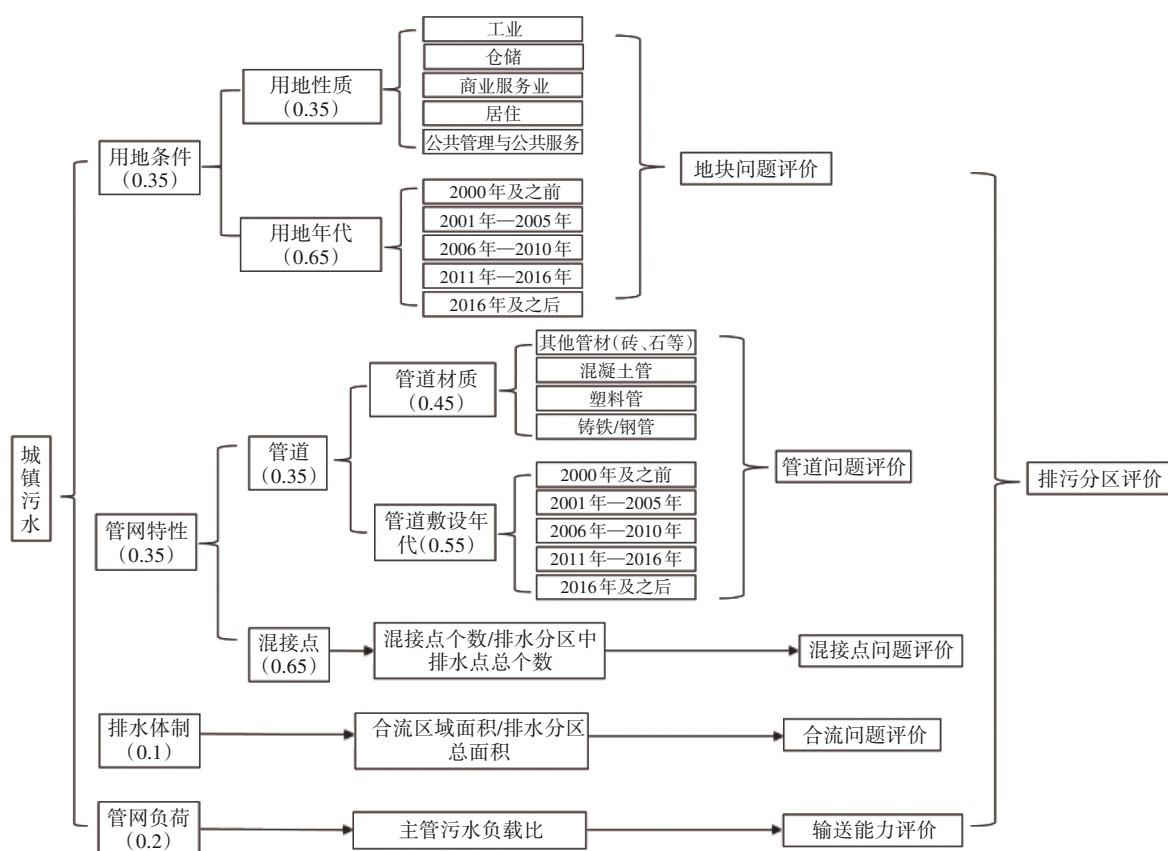 城
镇
污
水
用地条件
(0.35)
用地性质
(0.35)
工业
仓储
商业服务业
居住
公共管理与公共服务
用地年代
(0.65)
2000年及之前
2001年—2005年
2006年—2010年
2011年—2016年
2016年及之后
地块问题评价
管网特性
(0.35)
管道
(0.35)
管道材质
(0.45)
其他管材(砖、石等)
混凝土管
塑料管
铸铁/钢管
管道敷设年
代(0.55)
2000年及之前
2001年—2005年
2006年—2010年
2011年—2016年
2016年及之后
管道问题评价
混接点
(0.65)
混接点个数/排水分区中
排水点总个数
混接点问题评价
排水体制
(0.1)
合流区域面积/排水分区
总面积
合流问题评价
管网负荷
(0.2)
主管污水负载比
输送能力评价
排污分区评价